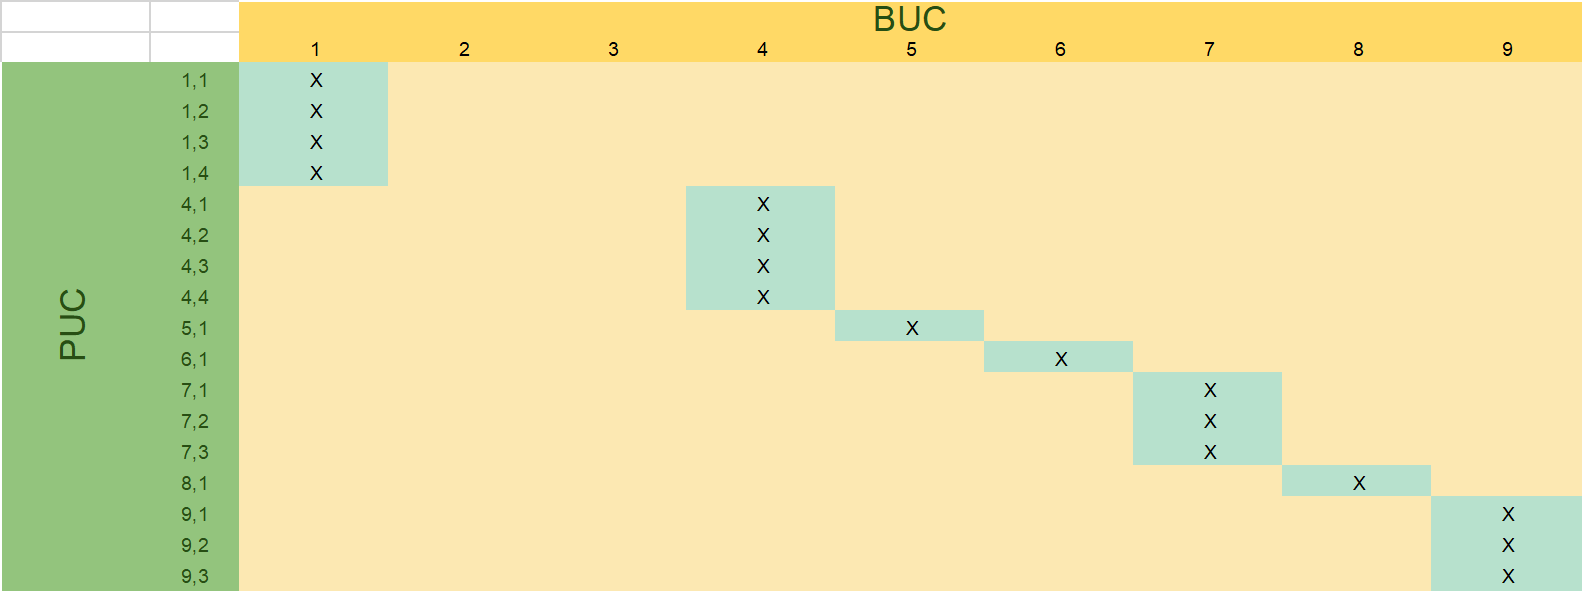 BUC
1 2 3 4 5 6 7 8 9
PUC
1,1 X
1,2 X
1,3 X
1,4 X
4,1 X
4,2 X
4,3 X
4,4 X
5,1 X
6,1 X
7,1 X
7,2 X
7,3 X
8,1 X
9,1 X
9,2 X
9,3 X